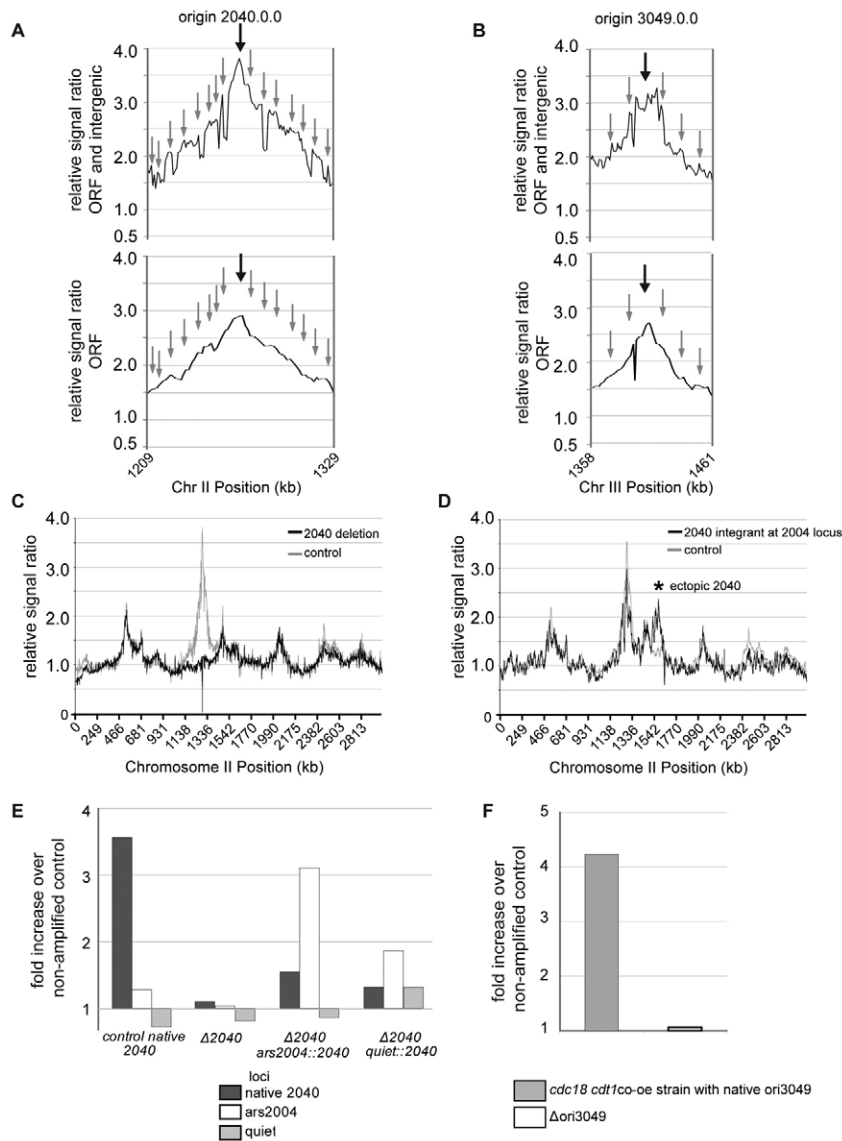 A
origin 2040.0.0
relative signal ratio
ORF and intergenic
4.0
3.0
2.0
1.0
0.5
relative signal ratio
ORF
4.0
3.0
2.0
1.0
0.5
1209
1329
Chr II Position (kb)
B
origin 3049.0.0
relative signal ratio
ORF and intergenic
4.0
3.0
2.0
1.0
0.5
relative signal ratio
ORF
4.0
3.0
2.0
1.0
0.5
1358
1461
Chr III Position (kb)
C
relative signal ratio
4.0
3.0
2.0
1.0
0
2040 deletion
control
0 249 466 681 931 1138 1336 1542 1770 1990 2175 2382 2603 2813
Chromosome II Position (kb)
D
relative signal ratio
4.0
3.0
2.0
1.0
0
2040 integrant at 2004 locus
control
* ectopic 2040
0 249 466 681 931 1138 1336 1542 1770 1990 2175 2382 2603 2813
Chromosome II Position (kb)
E
fold increase over
non-amplified control
4
3
2
1
control native
2040
Δ2040
Δ2040
ars2004::2040
Δ2040
quiet::2040
loci
native 2040
ars2004
quiet
F
fold increase over
non-amplified control
5
4
3
2
1
cdc18 cdt1co-oe strain with native ori3049
Δori3049